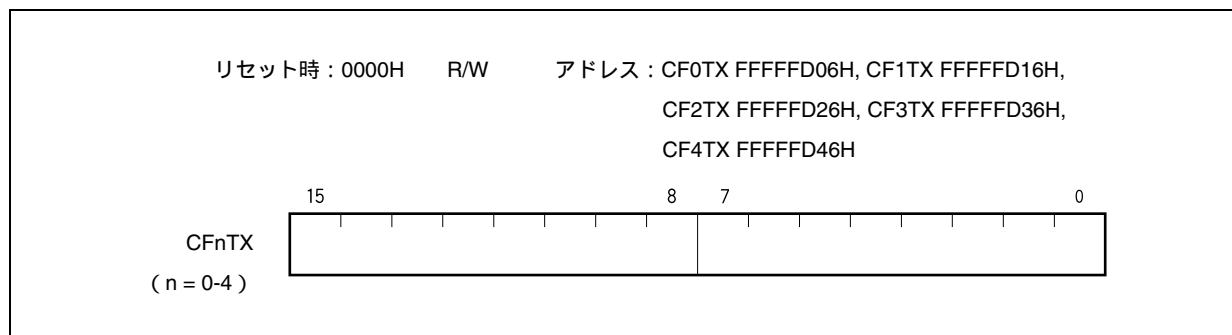 リセット時：0000H R/W アドレス：CF0TX FFFFFD06H, CF1TX FFFFFD16H,
CF2TX FFFFFD26H, CF3TX FFFFFD36H,
CF4TX FFFFFD46H
15 8 7 0
CFnTX
（n = 0-4）